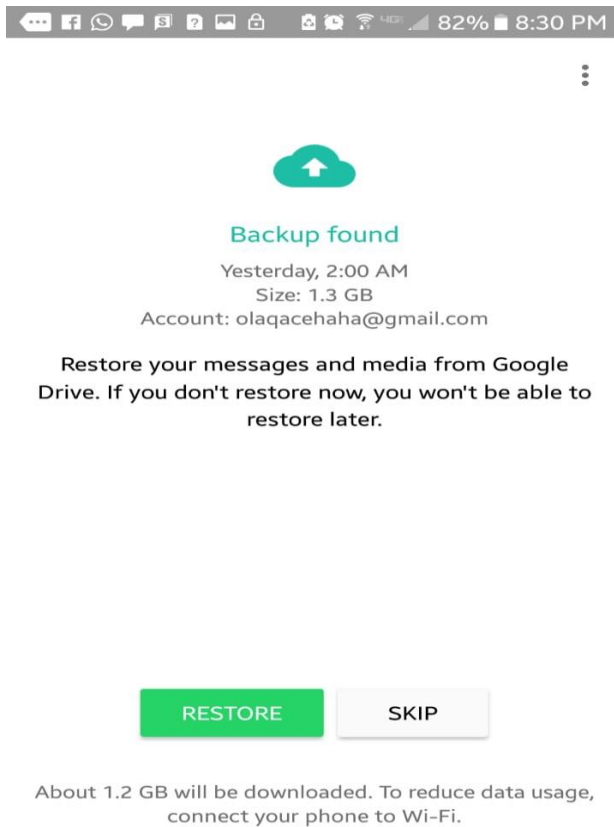 4G 82% 8:30 PM
Backup found
Yesterday, 2:00 AM
Size: 1.3 GB
Account: olaqacehaha@gmail.com
Restore your messages and media from Google
Drive. If you don't restore now, you won't be able to
restore later.
RESTORE SKIP
About 1.2 GB will be downloaded. To reduce data usage,
connect your phone to Wi-Fi.